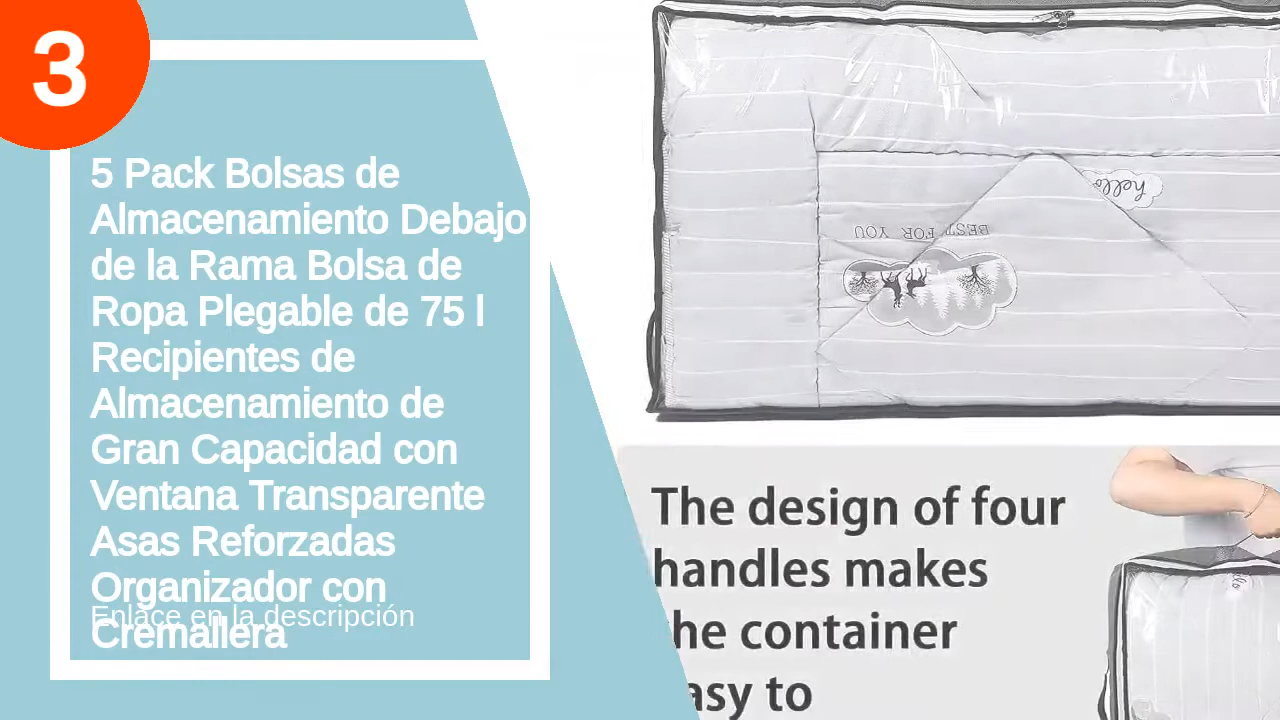 3
5 Pack Bolsas de
Almacenamiento Debajo
de la Rama Bolsa de
Ropa Plegable de 75 l
Recipientes de
Almacenamiento de
Gran Capacidad con
Ventana Transparente
Asas Reforzadas
Organizador con
Enlace en la descripción
Cremallera
hello
BEST FOR YOU
The design of four
handles makes
the container
easy to